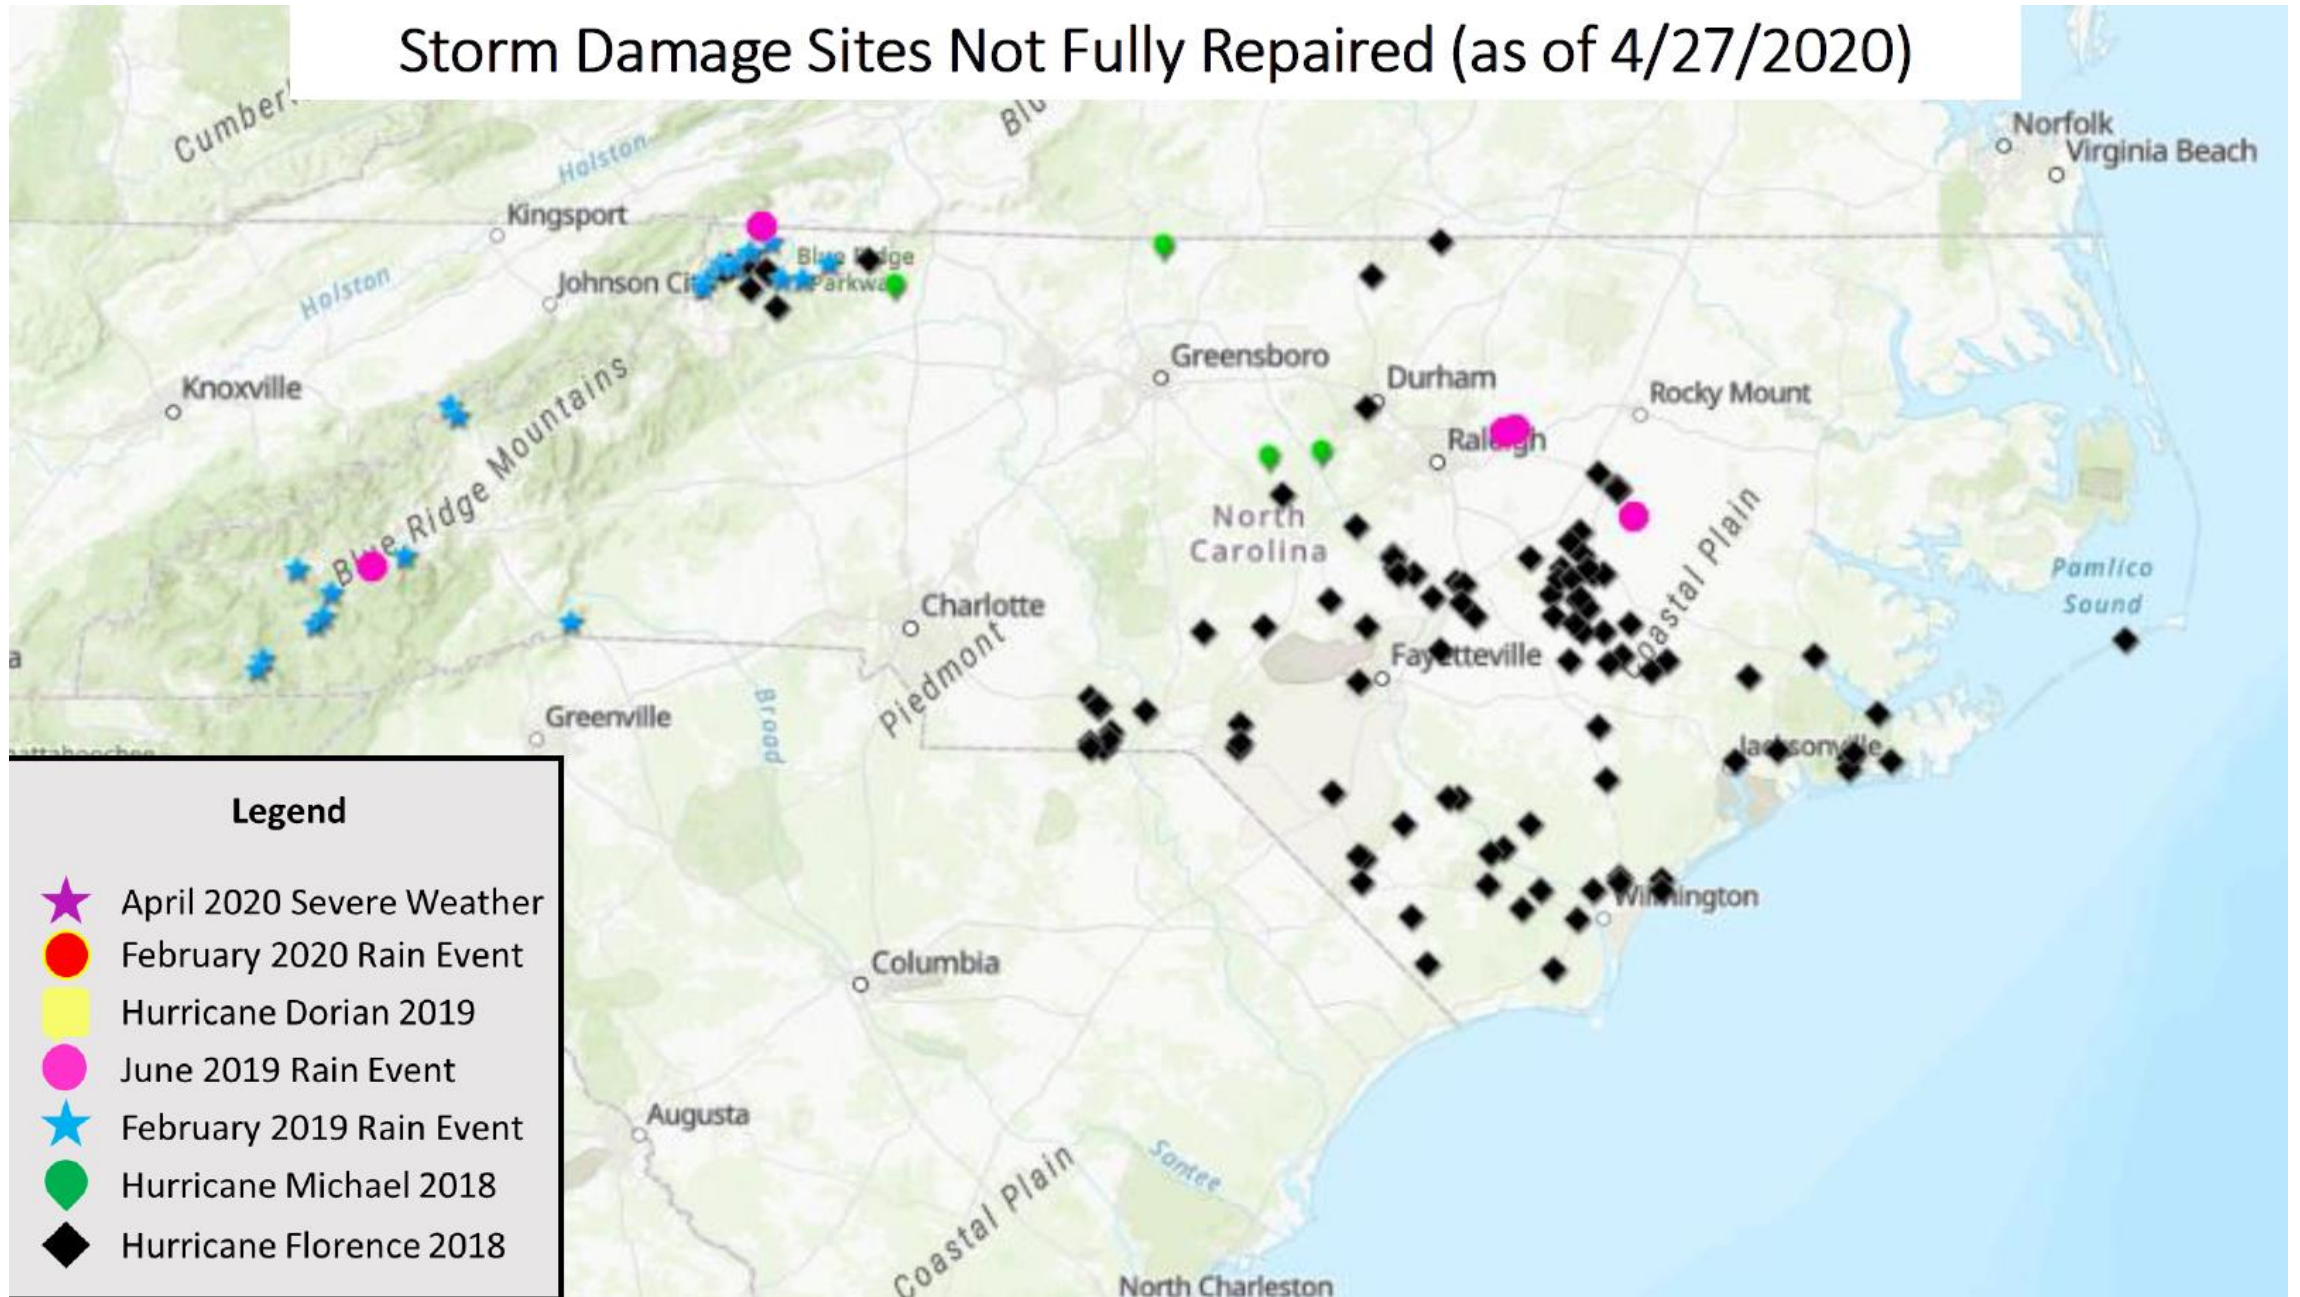 Storm Damage Sites Not Fully Repaired (as of 4/27/2020)
Norfolk
Virginia Beach
Holston
Kingsport
Blue Ridge
Parkway
Johnson Cit
Holston
Greensboro
Durham
Knoxville
Rocky Mount
Raleigh
Blue Ridge Mountains
North
Carolina
Coastal Plain
Pamlico
Sound
Charlotte
Piedmont
Fayetteville
Greenville
Broad
Jacksonville
Wilmington
Columbia
Augusta
Santee
Coastal Plain
North Charleston
Legend
April 2020 Severe Weather
February 2020 Rain Event
Hurricane Dorian 2019
June 2019 Rain Event
February 2019 Rain Event
Hurricane Michael 2018
Hurricane Florence 2018